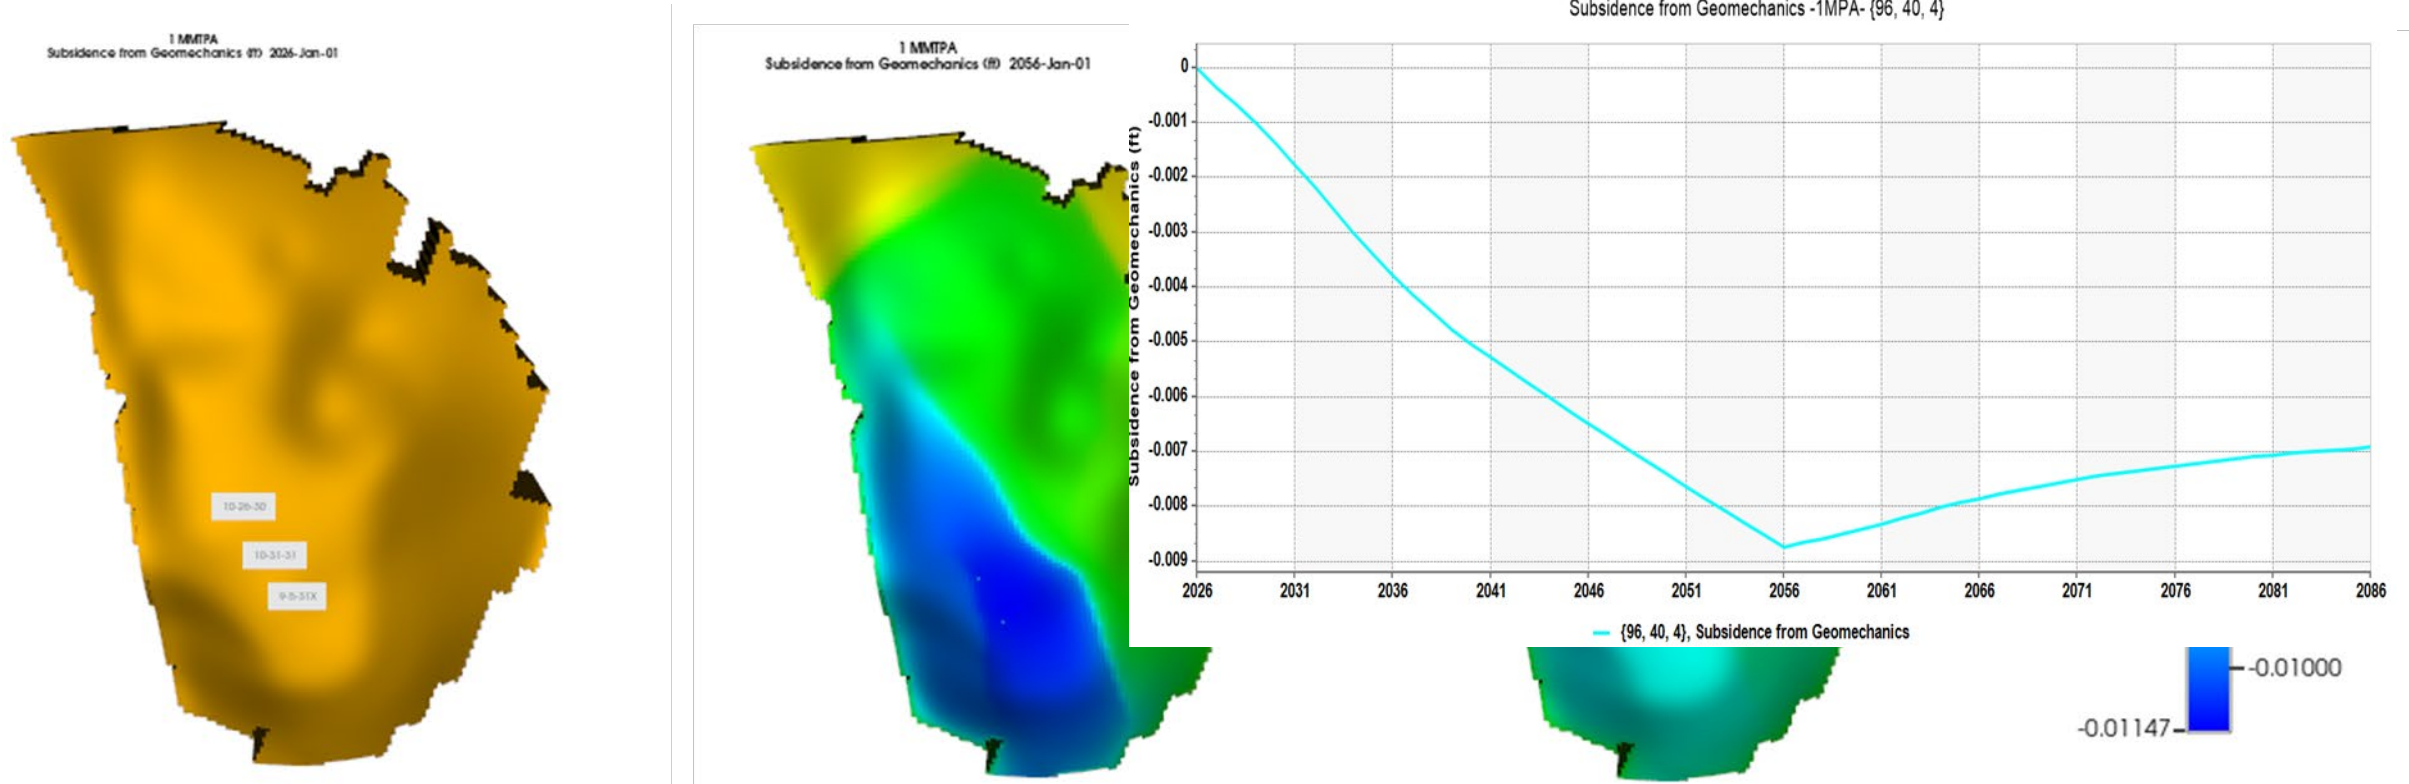 1 MMTPA
Subsidence from Geomechanics (ft) 2026-Jan-01
10-26-30
10-31-31
9-5-31X
1 MMTPA
Subsidence from Geomechanics (ft) 2056-Jan-01
Subsidence from Geomechanics -1MPA- {96, 40, 4}
Subsidence from Geomechanics (ft)
0
-0.001
-0.002
-0.003
-0.004
-0.005
-0.006
-0.007
-0.008
-0.009
2026 2031 2036 2041 2046 2051 2056 2061 2066 2071 2076 2081 2086
{96, 40, 4}, Subsidence from Geomechanics
-0.01000
-0.01147